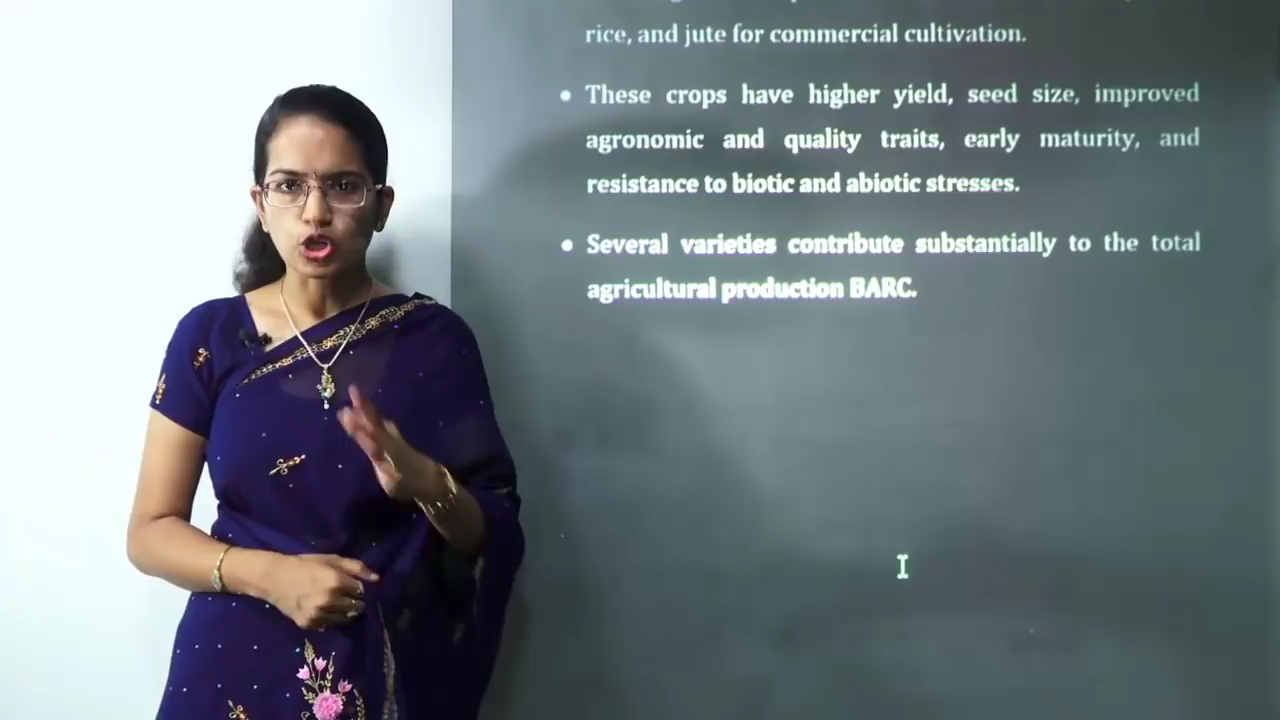 rice, and jute for commercial cultivation.
• These crops have higher yield, seed size, improved
agronomic and quality traits, early maturity, and
resistance to biotic and abiotic stresses.
• Several varieties contribute substantially to the total
agricultural production BARC.